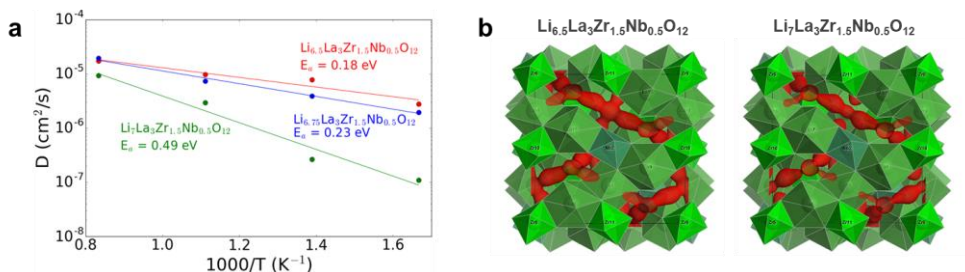 a
10⁻⁴
10⁻⁵
10⁻⁶
10⁻⁷
10⁻⁸
D (cm²/s)
Li₆.₅La₃Zr₁.₅Nb₀.₅O₁₂
Eₐ = 0.18 eV
Li₆.₇₅La₃Zr₁.₅Nb₀.₅O₁₂
Eₐ = 0.23 eV
Li₇La₃Zr₁.₅Nb₀.₅O₁₂
Eₐ = 0.49 eV
0.8 1.0 1.2 1.4 1.6
1000/T (K⁻¹)
b
Li₆.₅La₃Zr₁.₅Nb₀.₅O₁₂
Li₇La₃Zr₁.₅Nb₀.₅O₁₂